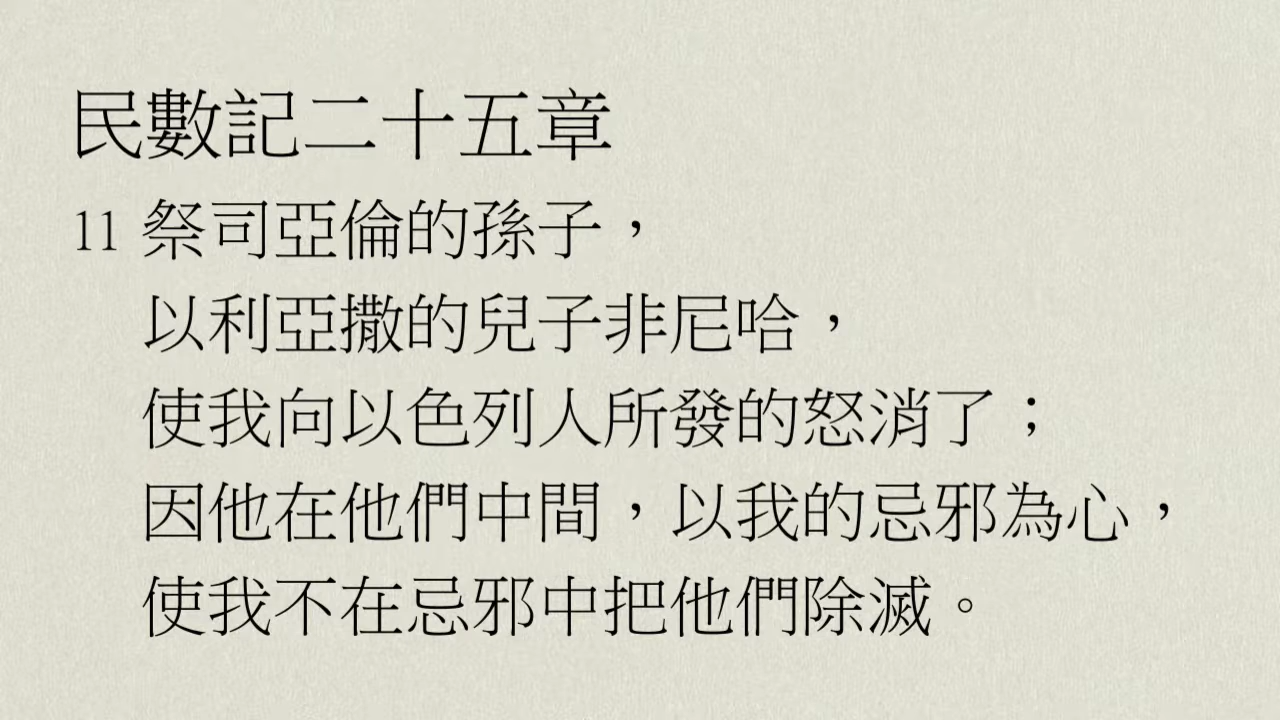 民數記二十五章
11 祭司亞倫的孫子，
以利亞撒的兒子非尼哈，
使我向以色列人所發的怒消了；
因他在他們中間，以我的忌邪為心，
使我不在忌邪中把他們除滅。